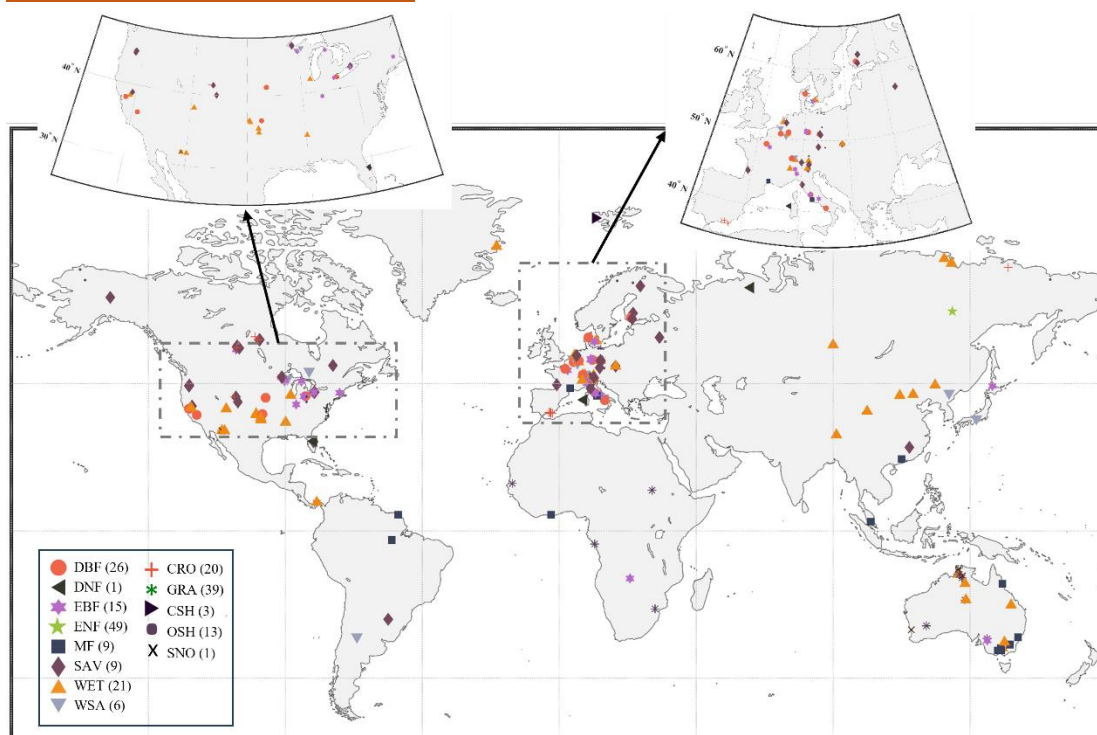 40°N
30°N
60°N
50°N
40°N
DBF (26)
DNF (1)
EBF (15)
ENF (49)
MF (9)
SAV (9)
WET (21)
WSA (6)
CRO (20)
GRA (39)
CSH (3)
OSH (13)
SNO (1)